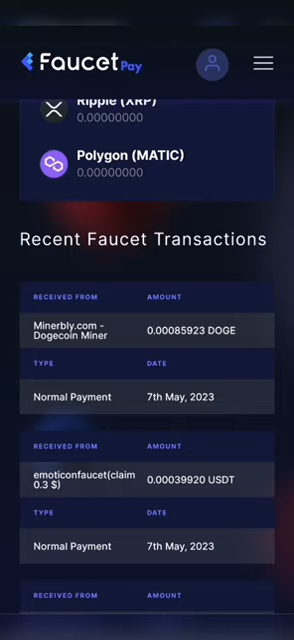 FaucetPay
Ripple (XRP)
0.00000000
Polygon (MATIC)
0.00000000
Recent Faucet Transactions
RECEIVED FROM AMOUNT
Minerbly.com -
Dogecoin Miner
0.00085923 DOGE
TYPE DATE
Normal Payment 7th May, 2023
RECEIVED FROM AMOUNT
emoticonfaucet(claim
0.3 $)
0.00039920 USDT
TYPE DATE
Normal Payment 7th May, 2023
RECEIVED FROM AMOUNT